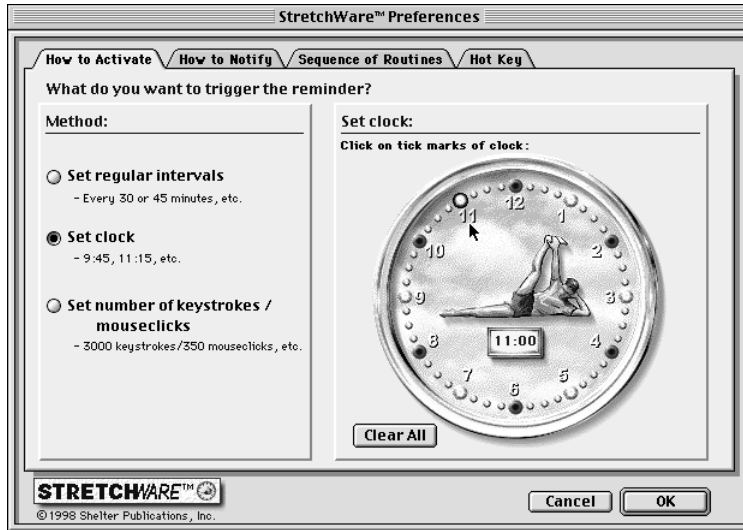 StretchWare™ Preferences
How to Activate
How to Notify
Sequence of Routines
Hot Key
What do you want to trigger the reminder?
Method:
Set regular intervals
- Every 30 or 45 minutes, etc.
Set clock
- 9:45, 11:15, etc.
Set number of keystrokes /
mouseclicks
- 3000 keystrokes/350 mouseclicks, etc.
Set clock:
Click on tick marks of clock:
12
1
2
3
4
5
6
7
8
9
10
11
11:00
Clear All
STRETCHWARE™
©1998 Shelter Publications, Inc.
Cancel
OK